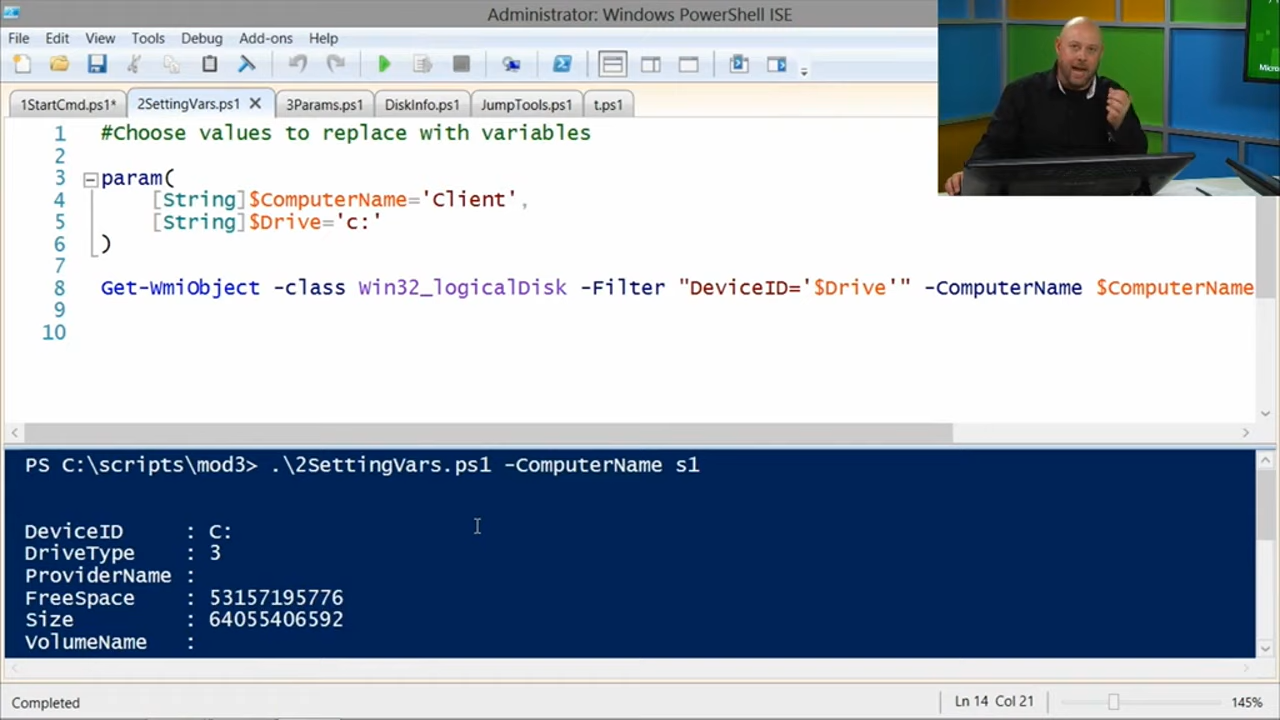 Administrator: Windows PowerShell ISE
File Edit View Tools Debug Add-ons Help
Micro
1StartCmd.ps1* 2SettingVars.ps1 3Params.ps1 DiskInfo.ps1 JumpTools.ps1 t.ps1
1 #Choose values to replace with variables
2
3 param(
4 [String]$ComputerName='Client',
5 [String]$Drive='c:'
6 )
7
8 Get-WmiObject -class Win32_logicalDisk -Filter "DeviceID='$Drive'" -ComputerName $ComputerName
9
10
PS C:\scripts\mod3> .\2SettingVars.ps1 -ComputerName s1
DeviceID : C:
DriveType : 3
ProviderName :
FreeSpace : 53157195776
Size : 64055406592
VolumeName :
Completed Ln 14 Col 21 145%